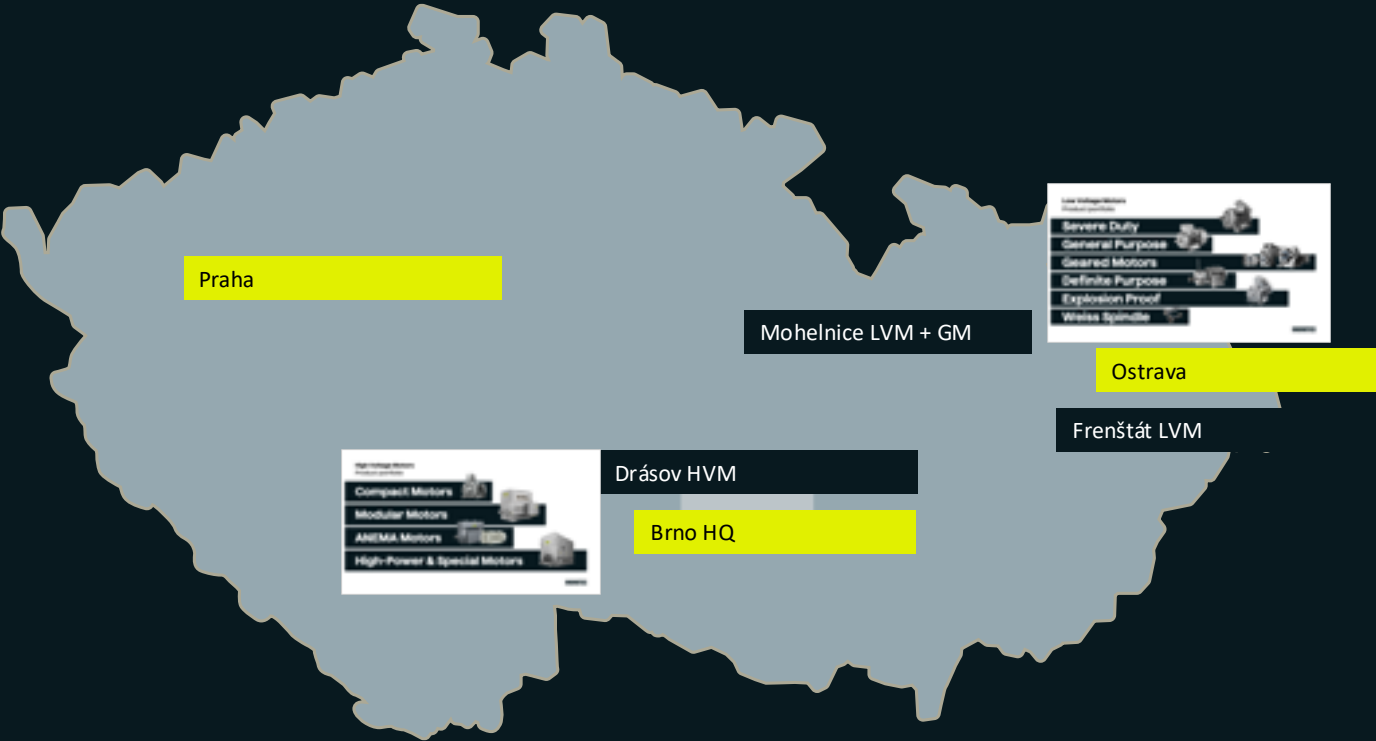 Praha
Mohelnice LVM + GM
Low Voltage Motors
Product portfolio
Severe Duty
General Purpose
Geared Motors
Definite Purpose
Explosion Proof
Weiss Spindle
Ostrava
Frenštát LVM
High Voltage Motors
Product portfolio
Compact Motors
Modular Motors
ANEMA Motors
High-Power & Special Motors
Drásov HVM
Brno HQ